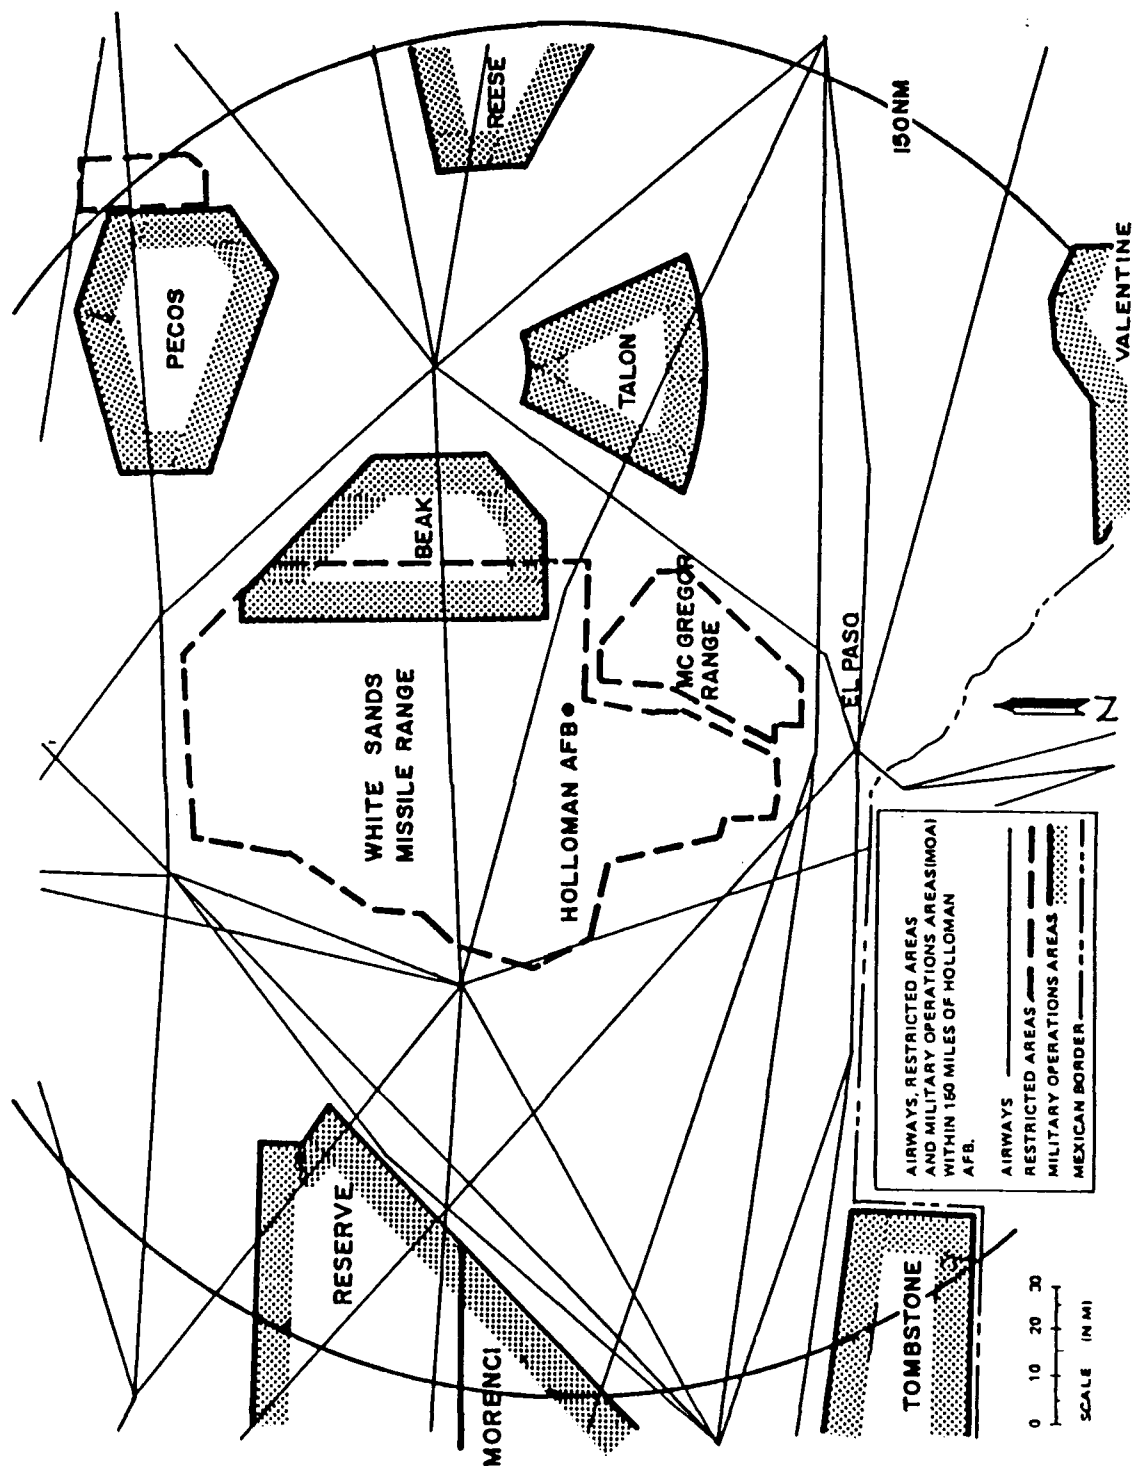 PECOS
REESE
150NM
BEAK
TALON
VALENTINE
WHITE SANDS
MISSILE RANGE
MC GREGOR
RANGE
HOLLOMAN AFB
EL PASO
N
RESERVE
MORENCI
TOMBSTONE
AIRWAYS, RESTRICTED AREAS
AND MILITARY OPERATIONS AREAS(MOA)
WITHIN 150 MILES OF HOLLOMAN
AFB.
AIRWAYS
RESTRICTED AREAS
MILITARY OPERATIONS AREAS
MEXICAN BORDER
0 10 20 30
SCALE (N MI)